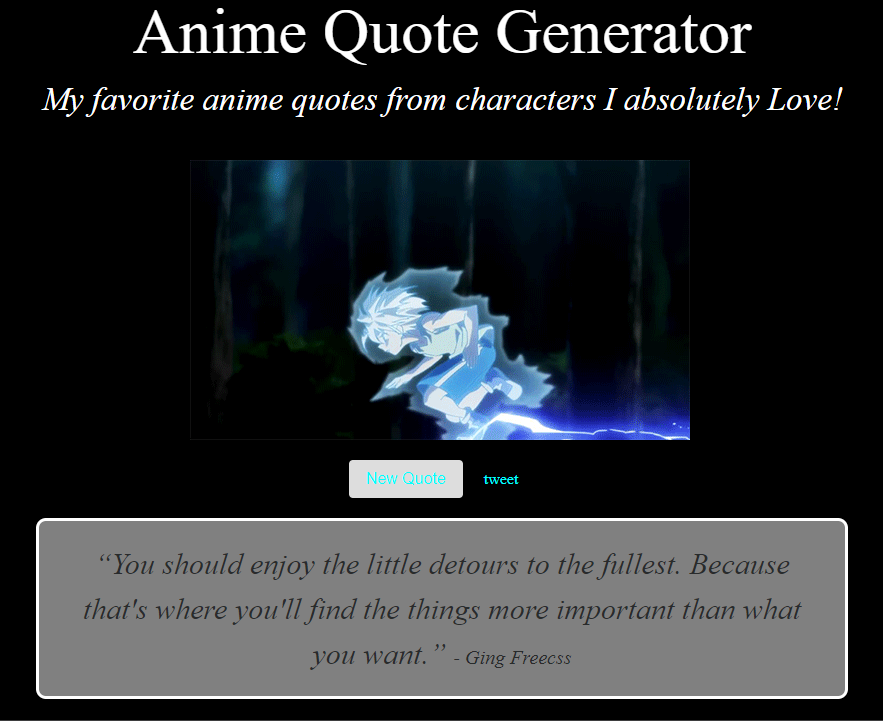 Anime Quote Generator
My favorite anime quotes from characters I absolutely Love!
New Quote tweet
“You should enjoy the little detours to the fullest. Because
that's where you'll find the things more important than what
you want.” - Ging Freecss